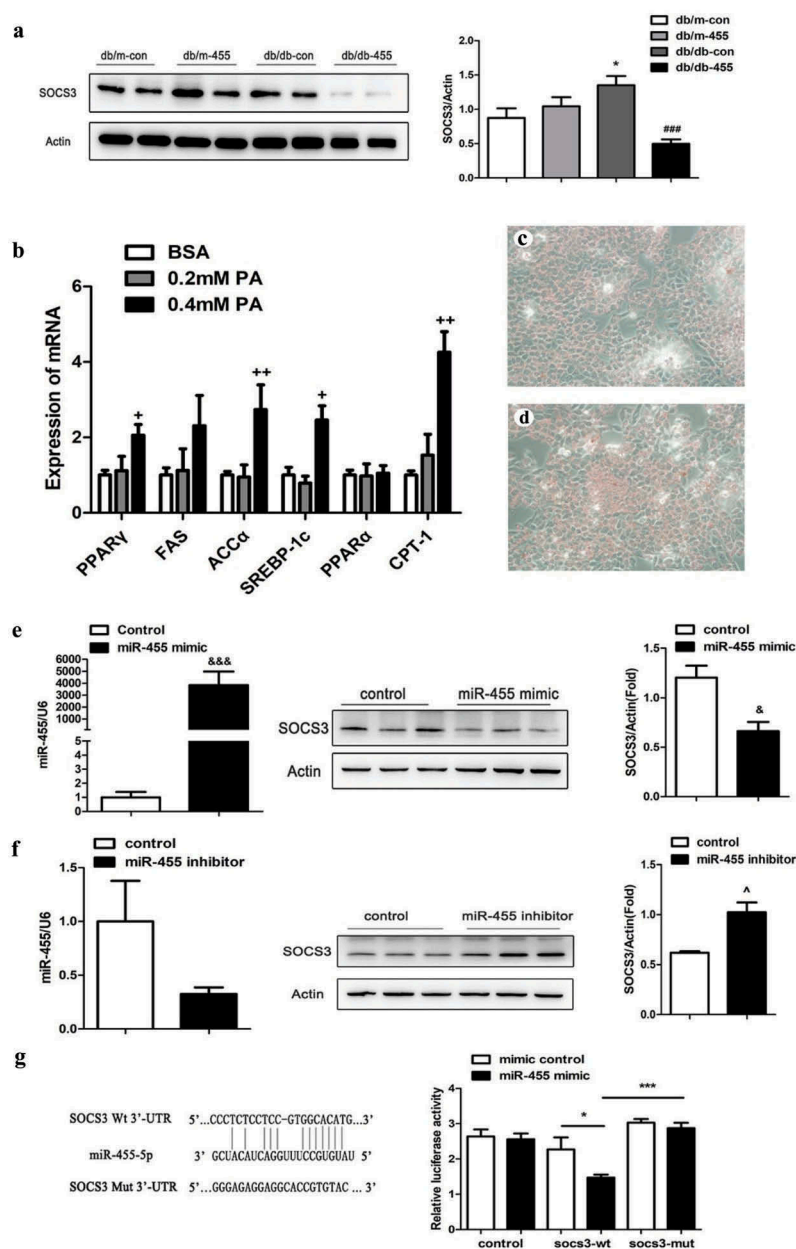 a
db/m-con db/m-455 db/db-con db/db-455
SOCS3
Actin
SOCS3/Actin
2.0
1.5
1.0
0.5
0.0
*
###
db/m-con
db/m-455
db/db-con
db/db-455
b
BSA
0.2mM PA
0.4mM PA
Expression of mRNA
6
4
2
0
+
++
+
++
PPARγ FAS ACCα SREBP-1c PPARα CPT-1
c
d
e
Control
miR-455 mimic
miR-455/U6
6000
5000
4000
3000
2000
1000
5
4
3
2
1
0
&&&
control miR-455 mimic
SOCS3
Actin
control
miR-455 mimic
SOCS3/Actin(Fold)
1.5
1.0
0.5
0.0
&
f
control
miR-455 inhibitor
miR-455/U6
1.5
1.0
0.5
0.0
control miR-455 inhibitor
SOCS3
Actin
control
miR-455 inhibitor
SOCS3/Actin(Fold)
1.5
1.0
0.5
0.0
^
g
SOCS3 Wt 3'-UTR 5'...CCCTCTCCTCC-GTGGCACATG...3'
miR-455-5p 3' GCUACAUCAGGUUUCCGUGUAU 5'
SOCS3 Mut 3'-UTR 5'...GGGAGAGGAGGCACCGTGTAC ... 3'
mimic control
miR-455 mimic
Relative luciferase activity
4
3
2
1
0
*
***
control socs3-wt socs3-mut